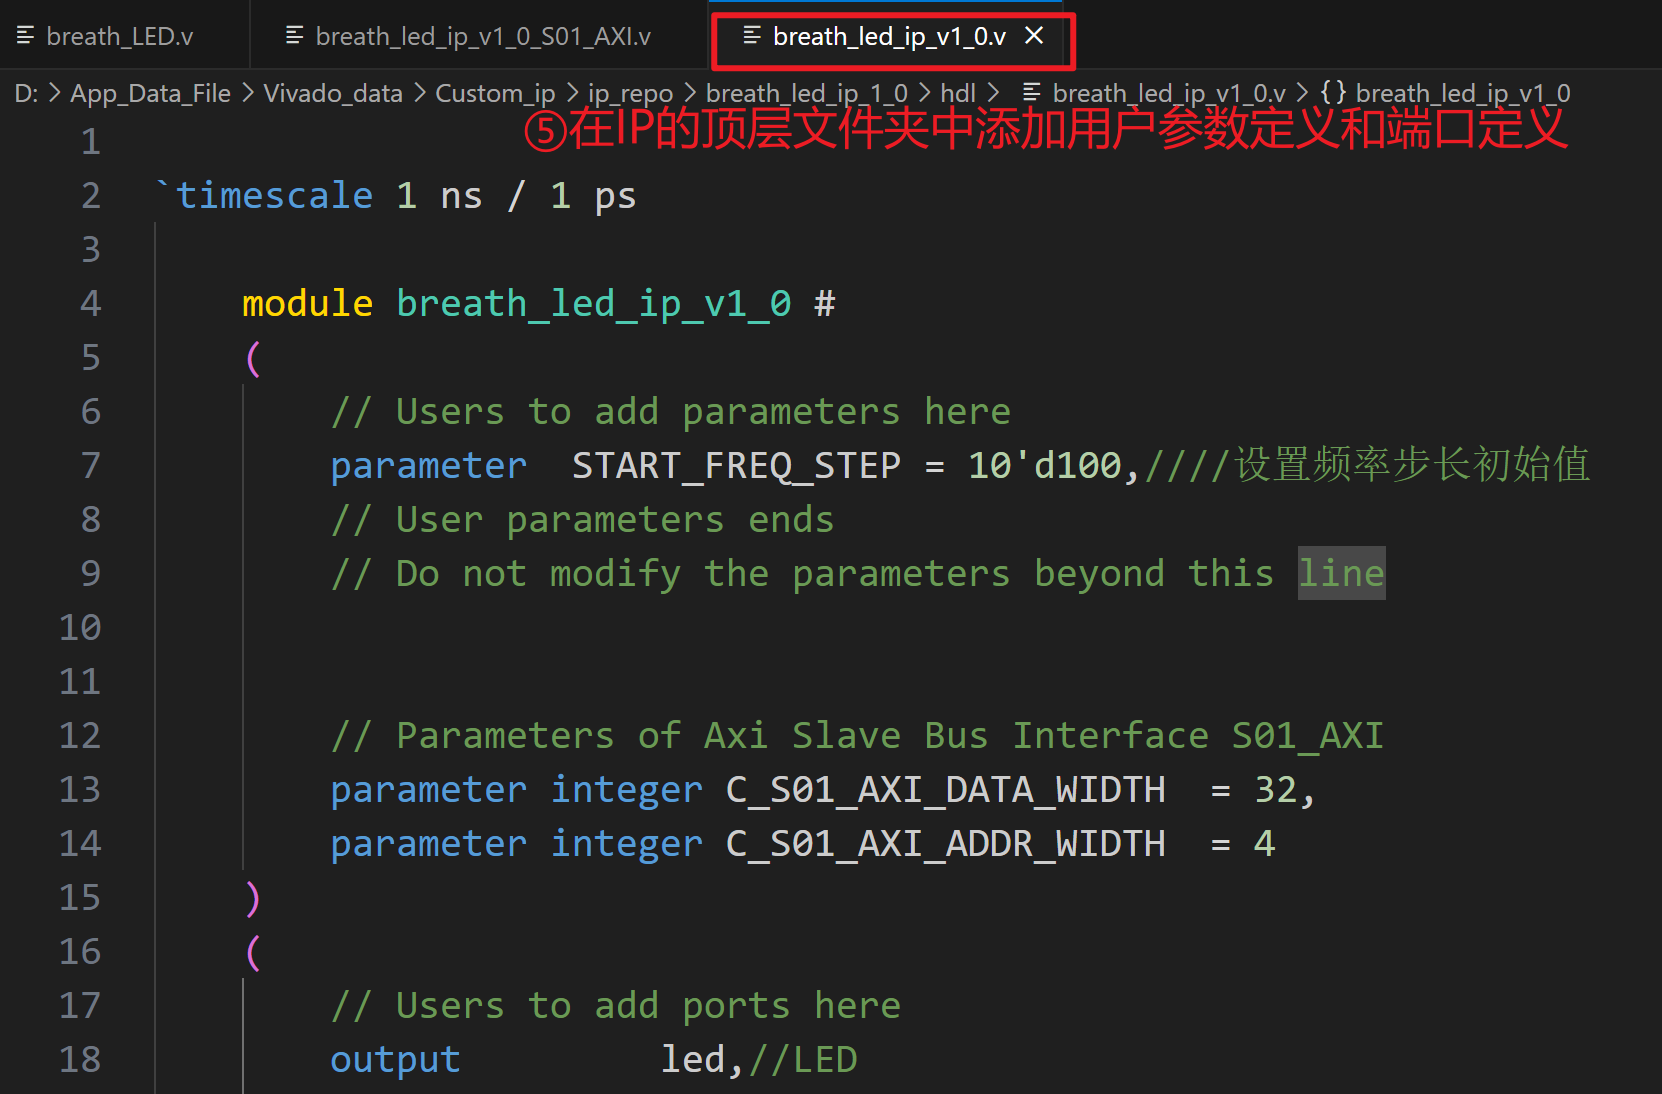 breath_LED.v breath_led_ip_v1_0_S01_AXI.v breath_led_ip_v1_0.v ×
D: > App_Data_File > Vivado_data > Custom_ip > ip_repo > breath_led_ip_1_0 > hdl > breath_led_ip_v1_0.v > {} breath_led_ip_v1_0
⑤在IP的顶层文件夹中添加用户参数定义和端口定义
1
2 `timescale 1 ns / 1 ps
3
4 module breath_led_ip_v1_0 #
5 (
6 // Users to add parameters here
7 parameter START_FREQ_STEP = 10'd100,////设置频率步长初始值
8 // User parameters ends
9 // Do not modify the parameters beyond this line
10
11
12 // Parameters of Axi Slave Bus Interface S01_AXI
13 parameter integer C_S01_AXI_DATA_WIDTH = 32,
14 parameter integer C_S01_AXI_ADDR_WIDTH = 4
15 )
16 (
17 // Users to add ports here
18 output led,//LED